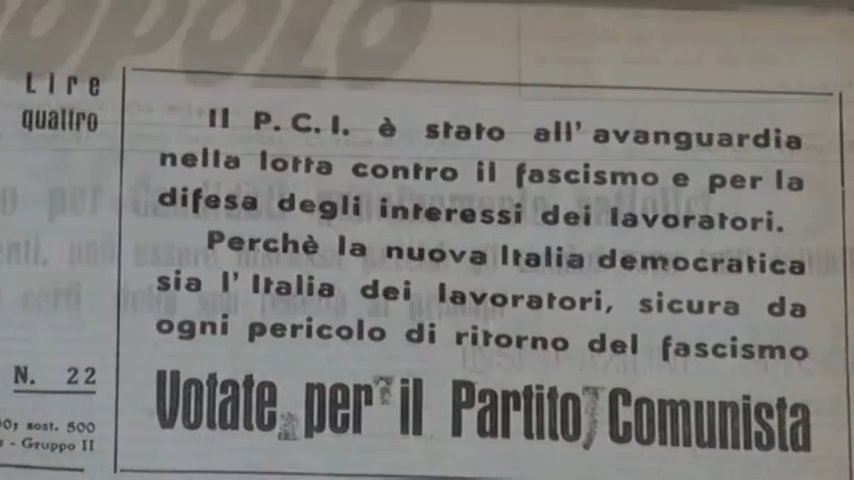 Lire
quattro
Il P.C.I. è stato all'avanguardia
nella lotta contro il fascismo e per la
difesa degli interessi dei lavoratori.
Perchè la nuova Italia democratica
sia l'Italia dei lavoratori, sicura da
ogni pericolo di ritorno del fascismo
Votate per il Partito Comunista
N. 22
sost. 500
- Gruppo II